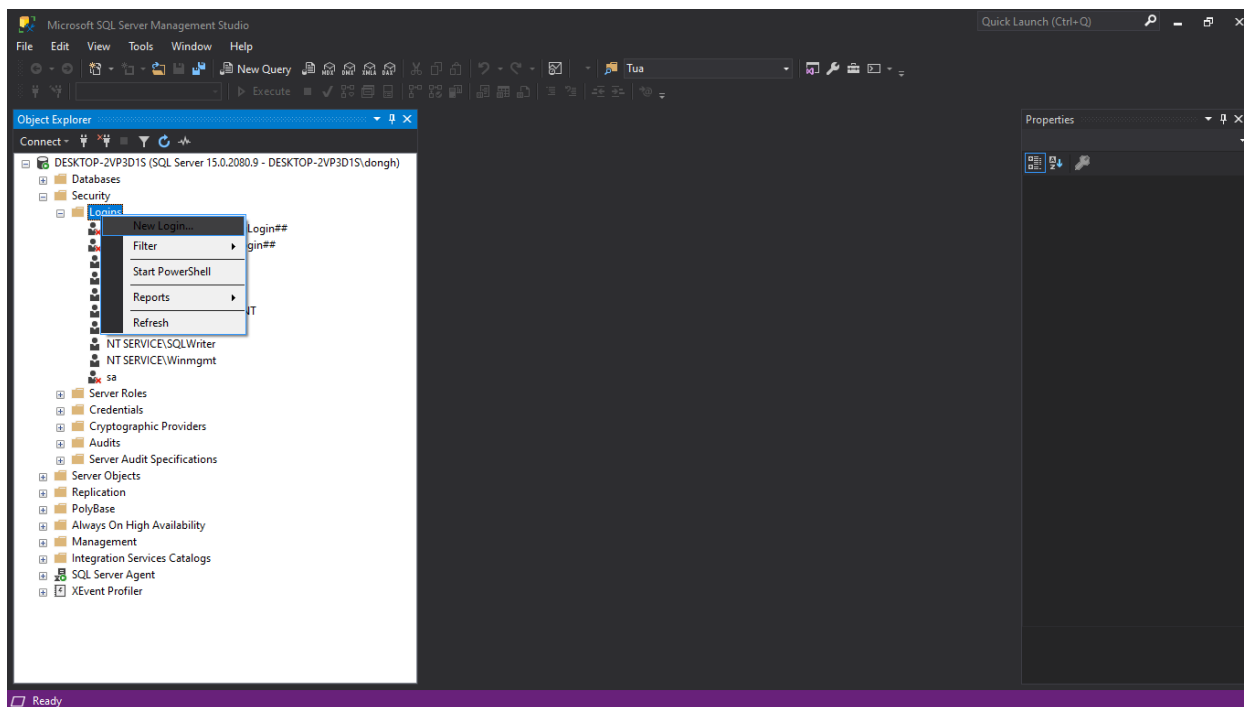 Microsoft SQL Server Management Studio
Quick Launch (Ctrl+Q)
File Edit View Tools Window Help
New Query
MDX DMX XMLA DAX
Tua
Execute
Object Explorer
Properties
Connect
DESKTOP-2VP3D1S (SQL Server 15.0.2080.9 - DESKTOP-2VP3D1S\dongh)
Databases
Security
Logins
New Login...
Login##
Filter
gin##
Start PowerShell
Reports
NT
Refresh
NT SERVICE\SQLWriter
NT SERVICE\Winmgmt
sa
Server Roles
Credentials
Cryptographic Providers
Audits
Server Audit Specifications
Server Objects
Replication
PolyBase
Always On High Availability
Management
Integration Services Catalogs
SQL Server Agent
XEvent Profiler
Ready